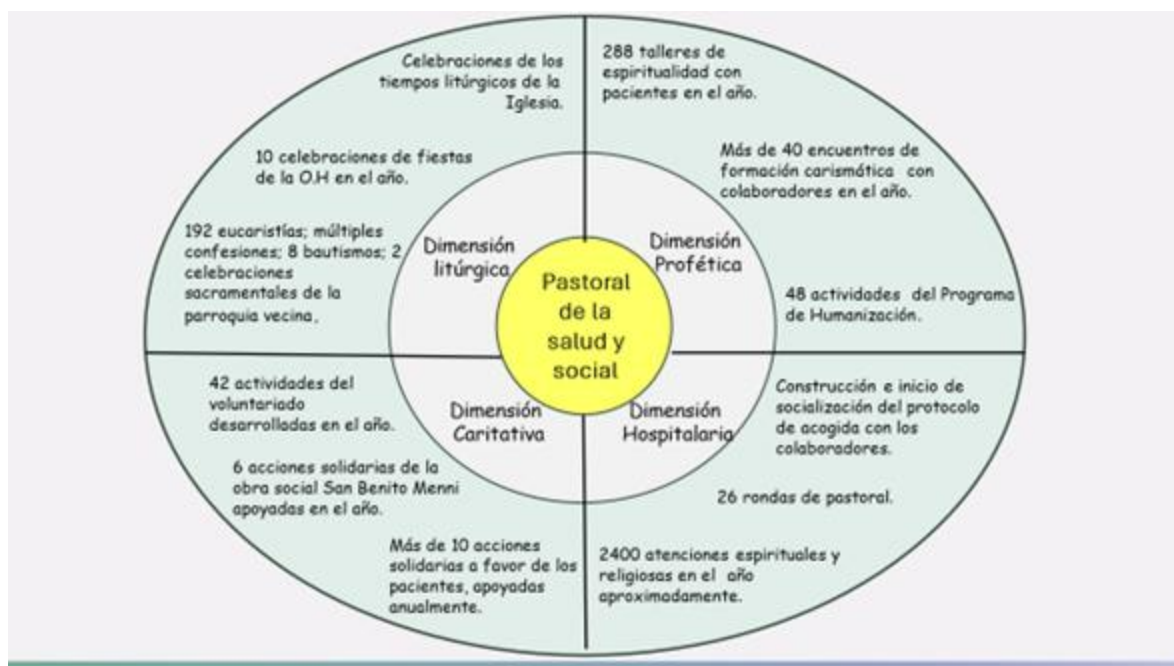 Celebraciones de los
tiempos litúrgicos de la
Iglesia.
10 celebraciones de fiestas
de la O.H en el año.
192 eucaristías; múltiples
confesiones; 8 bautismos; 2
celebraciones
sacramentales de la
parroquia vecina.
Dimensión
litúrgica
288 talleres de
espiritualidad con
pacientes en el año.
Más de 40 encuentros de
formación carismática con
colaboradores en el año.
48 actividades del Programa
de Humanización.
Dimensión
Profética
Pastoral
de la
salud y
social
Dimensión
Caritativa
42 actividades del
voluntariado
desarrolladas en el año.
6 acciones solidarias de la
obra social San Benito Menni
apoyadas en el año.
Más de 10 acciones
solidarias a favor de los
pacientes, apoyadas
anualmente.
Dimensión
Hospitalaria
Construcción e inicio de
socialización del protocolo
de acogida con los
colaboradores.
26 rondas de pastoral.
2400 atenciones espirituales y
religiosas en el año
aproximadamente.